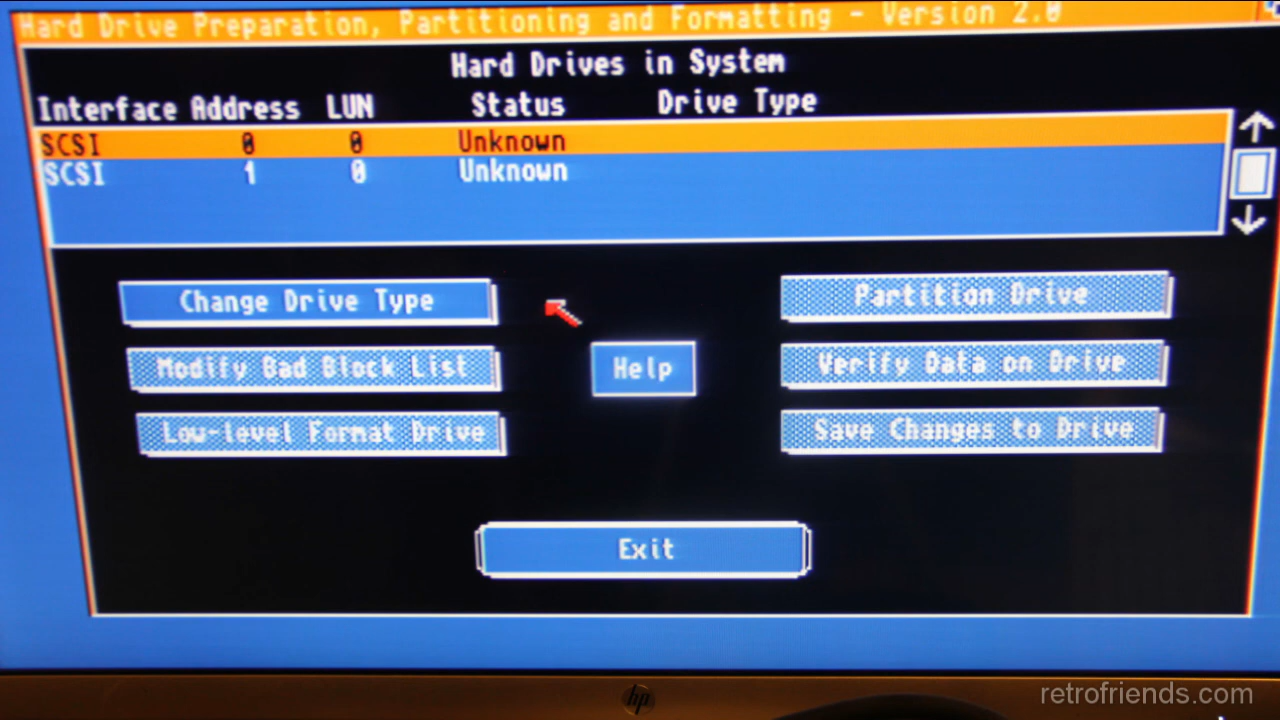 Hard Drive Preparation, Partitioning and Formatting - Version 2.0
Hard Drives in System
Interface Address LUN Status Drive Type
SCSI 0 0 Unknown
SCSI 1 0 Unknown
Change Drive Type
Partition Drive
Modify Bad Block List
Help
Verify Data on Drive
Low-level Format Drive
Save Changes to Drive
Exit
hp
retrofriends.com